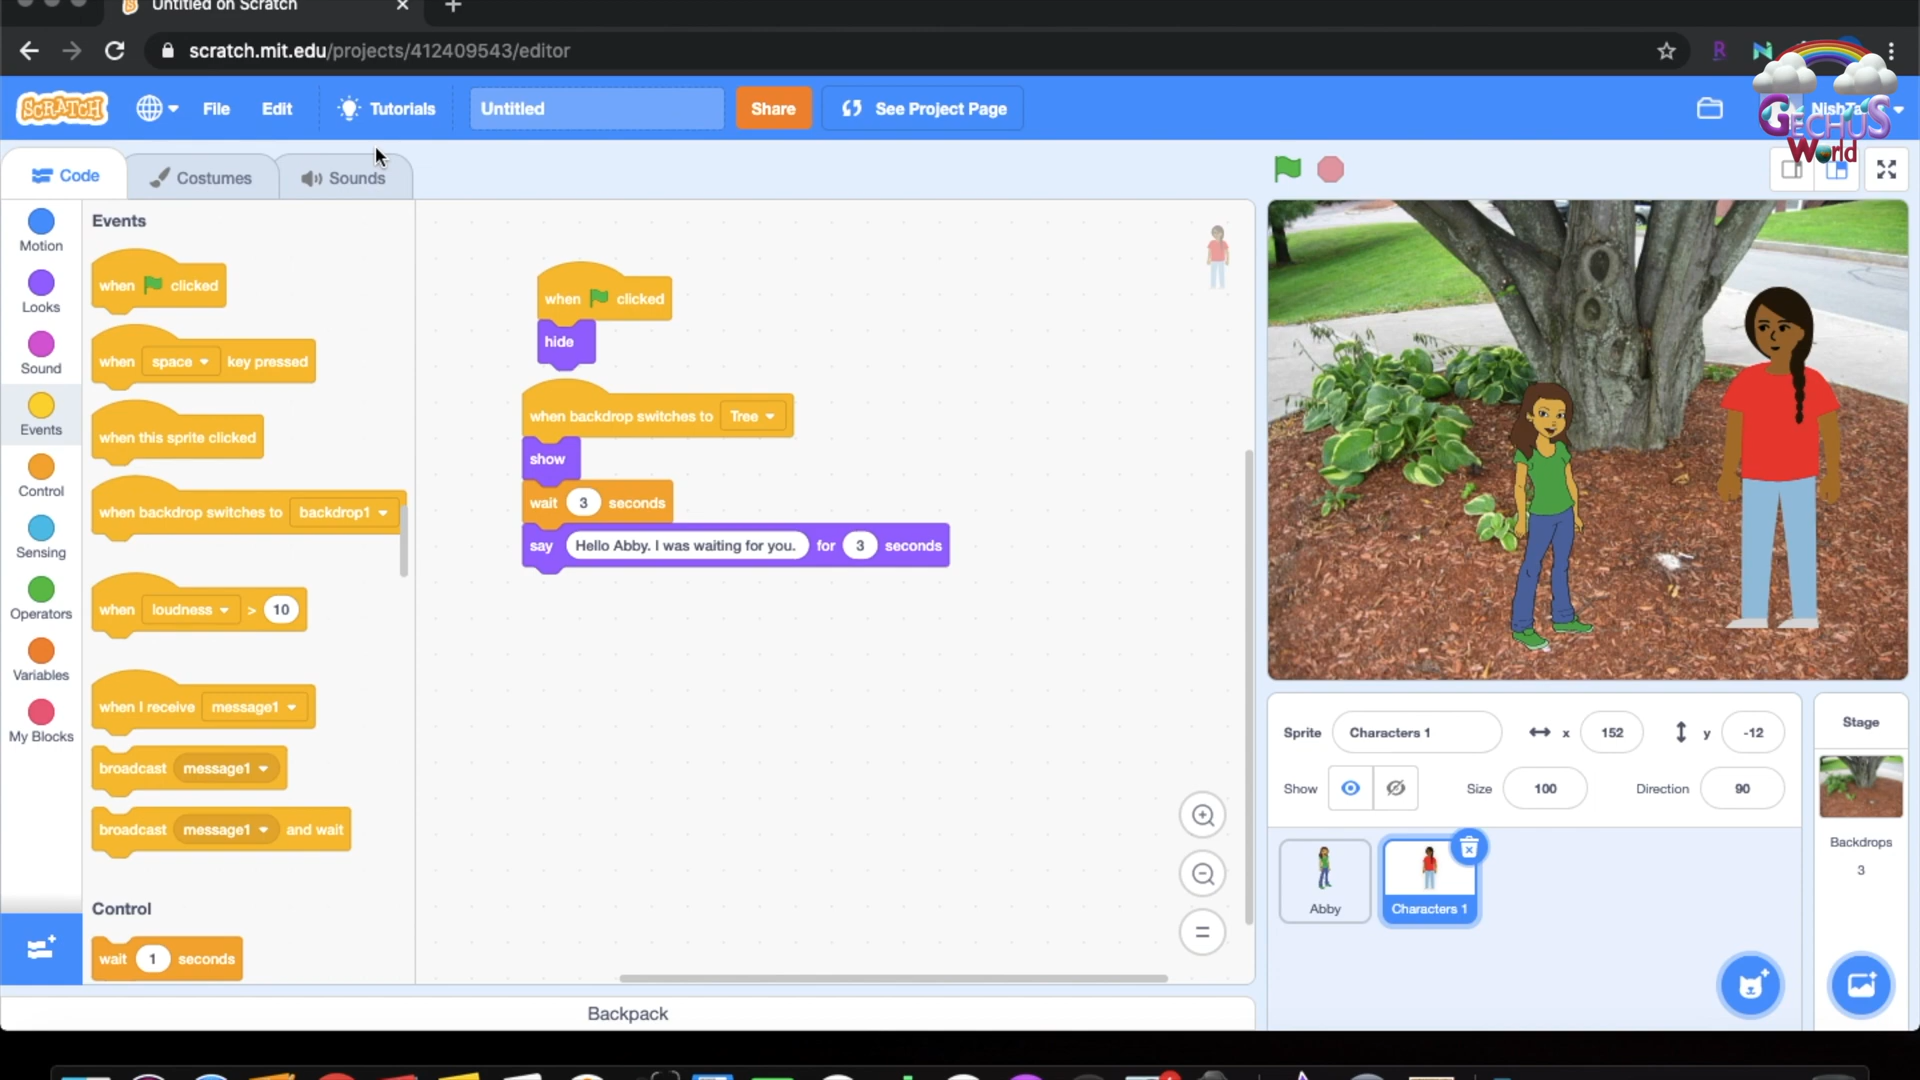 Untitled on Scratch
scratch.mit.edu/projects/412409543/editor
SCRATCH
File
Edit
Tutorials
Untitled
Share
See Project Page
GECHUS
World
Code
Costumes
Sounds
Motion
Looks
Sound
Events
Control
Sensing
Operators
Variables
My Blocks
Events
when clicked
when space key pressed
when this sprite clicked
when backdrop switches to backdrop1
when loudness > 10
when I receive message1
broadcast message1
broadcast message1 and wait
Control
wait 1 seconds
when clicked
hide
when backdrop switches to Tree
show
wait 3 seconds
say Hello Abby. I was waiting for you. for 3 seconds
Backpack
Sprite Characters 1 x 152 y -12
Show Size 100 Direction 90
Abby
Characters 1
Stage
Backdrops
3